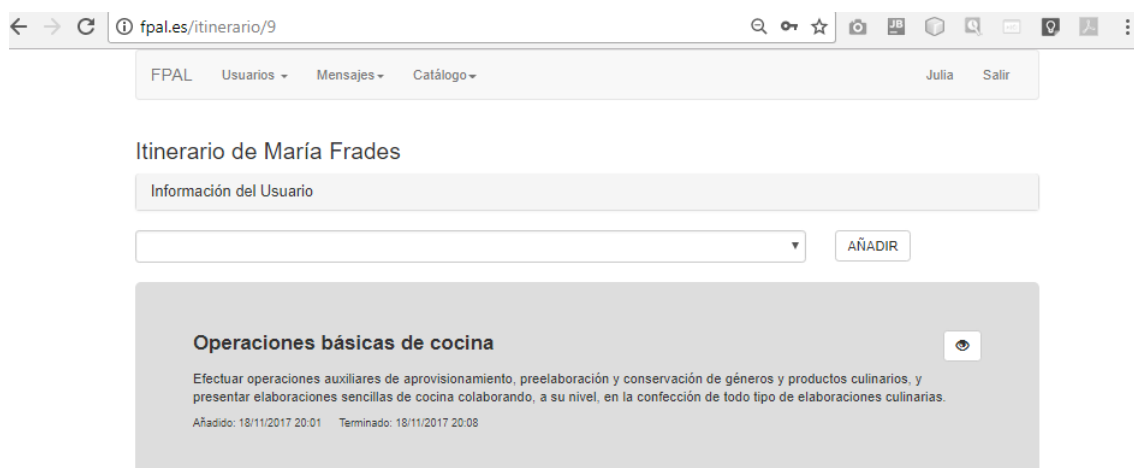 fpal.es/itinerario/9
FPAL Usuarios Mensajes Catálogo Julia Salir
Itinerario de María Frades
Información del Usuario
AÑADIR
Operaciones básicas de cocina
Efectuar operaciones auxiliares de aprovisionamiento, preelaboración y conservación de géneros y productos culinarios, y
presentar elaboraciones sencillas de cocina colaborando, a su nivel, en la confección de todo tipo de elaboraciones culinarias.
Añadido: 18/11/2017 20:01 Terminado: 18/11/2017 20:08